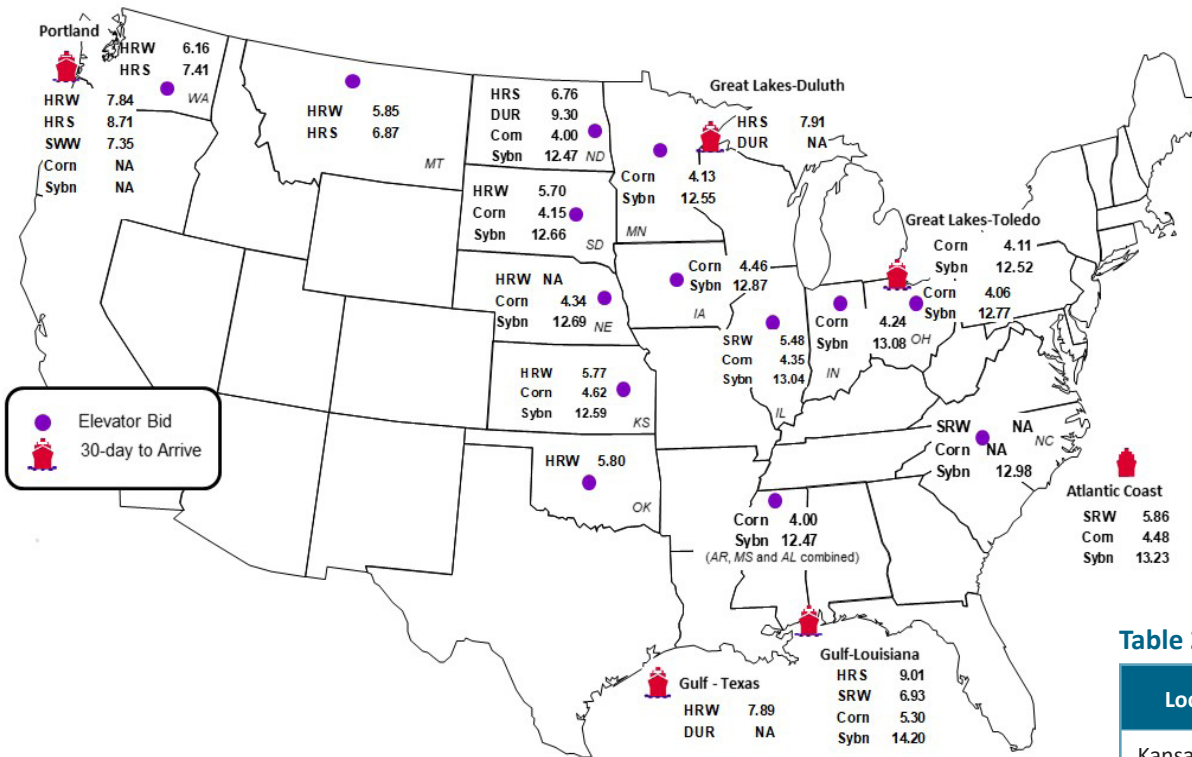 Portland
HRW 6.16
HRS 7.41
WA
HRW 7.84
HRS 8.71
SWW 7.35
Corn NA
Sybn NA
HRW 5.85
HRS 6.87
MT
HRS 6.76
DUR 9.30
Corn 4.00
Sybn 12.47 ND
HRW 5.70
Corn 4.15
Sybn 12.66 SD
HRW NA
Corn 4.34
Sybn 12.69 NE
HRW 5.77
Corn 4.62
Sybn 12.59
KS
HRW 5.80
OK
Great Lakes-Duluth
HRS 7.91
DUR NA
Corn 4.13
Sybn 12.55
MN
Corn 4.46
Sybn 12.87
IA
SRW 5.48
Corn 4.35
Sybn 13.04
IL
Great Lakes-Toledo
Corn 4.11
Sybn 12.52
Corn 4.06
Sybn 12.77
OH
Corn 4.24
Sybn 13.08
IN
SRW NA
Corn NA
NC
Sybn 12.98
Atlantic Coast
SRW 5.86
Corn 4.48
Sybn 13.23
Corn 4.00
Sybn 12.47
(AR, MS and AL combined)
Gulf-Louisiana
HRS 9.01
SRW 6.93
Corn 5.30
Sybn 14.20
Gulf - Texas
HRW 7.89
DUR NA
Elevator Bid
30-day to Arrive
Table